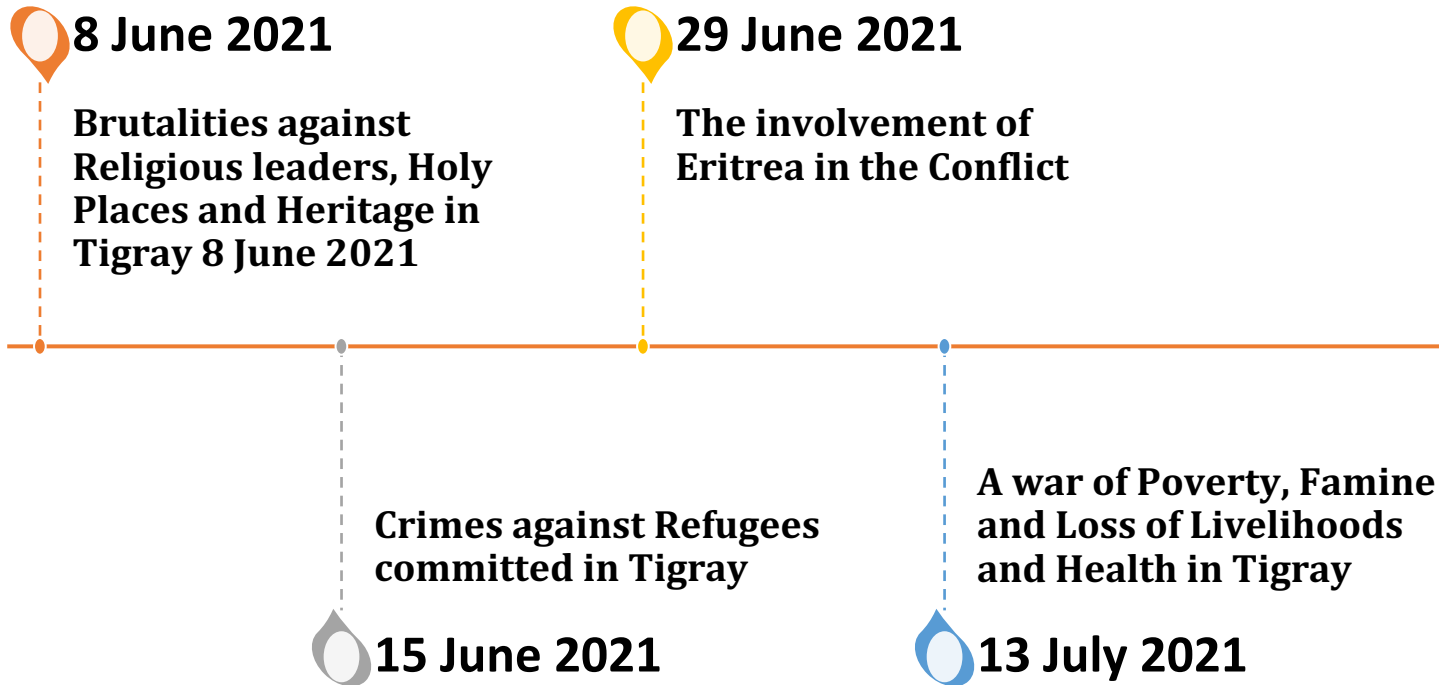 8 June 2021
Brutalities against
Religious leaders, Holy
Places and Heritage in
Tigray 8 June 2021
15 June 2021
Crimes against Refugees
committed in Tigray
29 June 2021
The involvement of
Eritrea in the Conflict
13 July 2021
A war of Poverty, Famine
and Loss of Livelihoods
and Health in Tigray